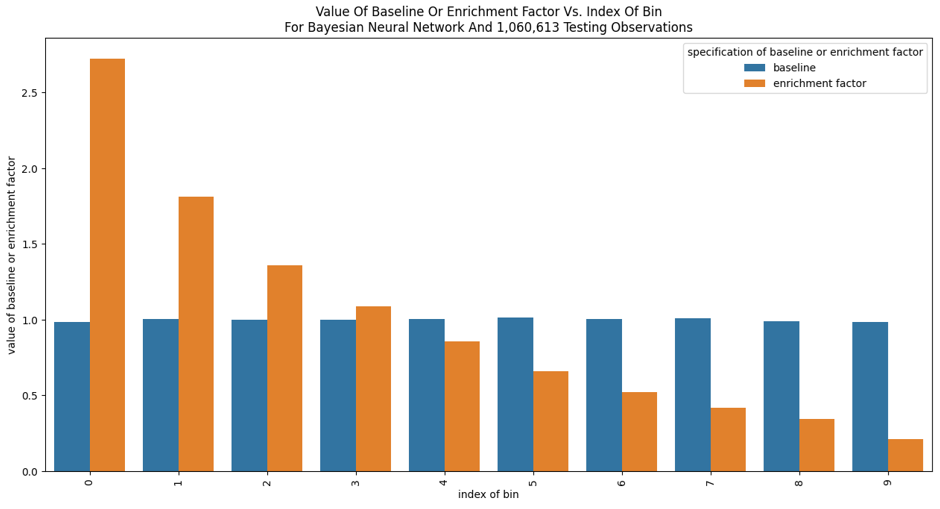 Value Of Baseline Or Enrichment Factor Vs. Index Of Bin
For Bayesian Neural Network And 1,060,613 Testing Observations
specification of baseline or enrichment factor
baseline
enrichment factor
value of baseline or enrichment factor
2.5
2.0
1.5
1.0
0.5
0.0
0
1
2
3
4
5
6
7
8
9
index of bin